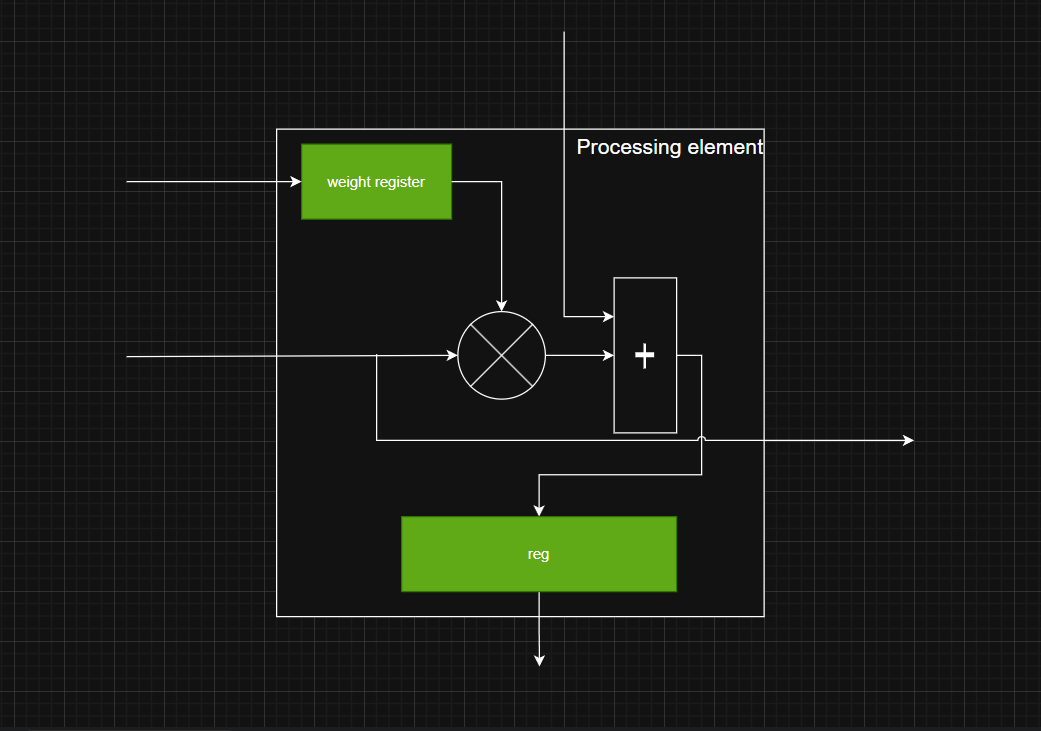 Processing element
weight register
+
reg